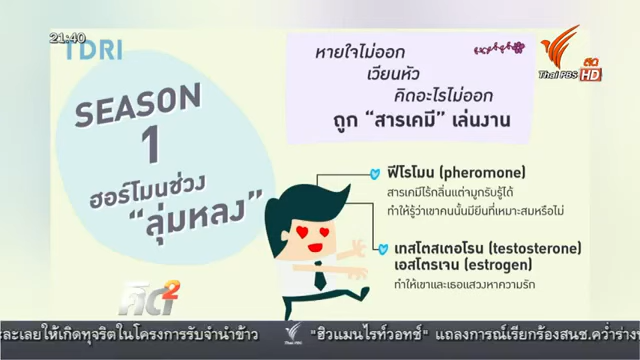 21:40
TDRI
SEASON
1
ฮอร์โมนช่วง
“ลุ่มหลง”
หายใจไม่ออก
เวียนหัว
คิดอะไรไม่ออก
ถูก “สารเคมี” เล่นงาน
Thai PBS
สด
HD
ฟีโรโมน (pheromone)
สารเคมีไร้กลิ่นแต่จมูกรับรู้ได้
ทำให้รู้ว่าเขาคนนั้นมียีนที่เหมาะสมหรือไม่
เทสโตสเตอโรน (testosterone)
เอสโตรเจน (estrogen)
ทำให้เขาและเธอแสวงหาความรัก
คิด2
ละเลยให้เกิดทุจริตในโครงการรับจำนำข้าว
Thai PBS
"ฮิวแมนไรท์วอทช์" แถลงการณ์เรียกร้องสนช.คว่ำร่าง